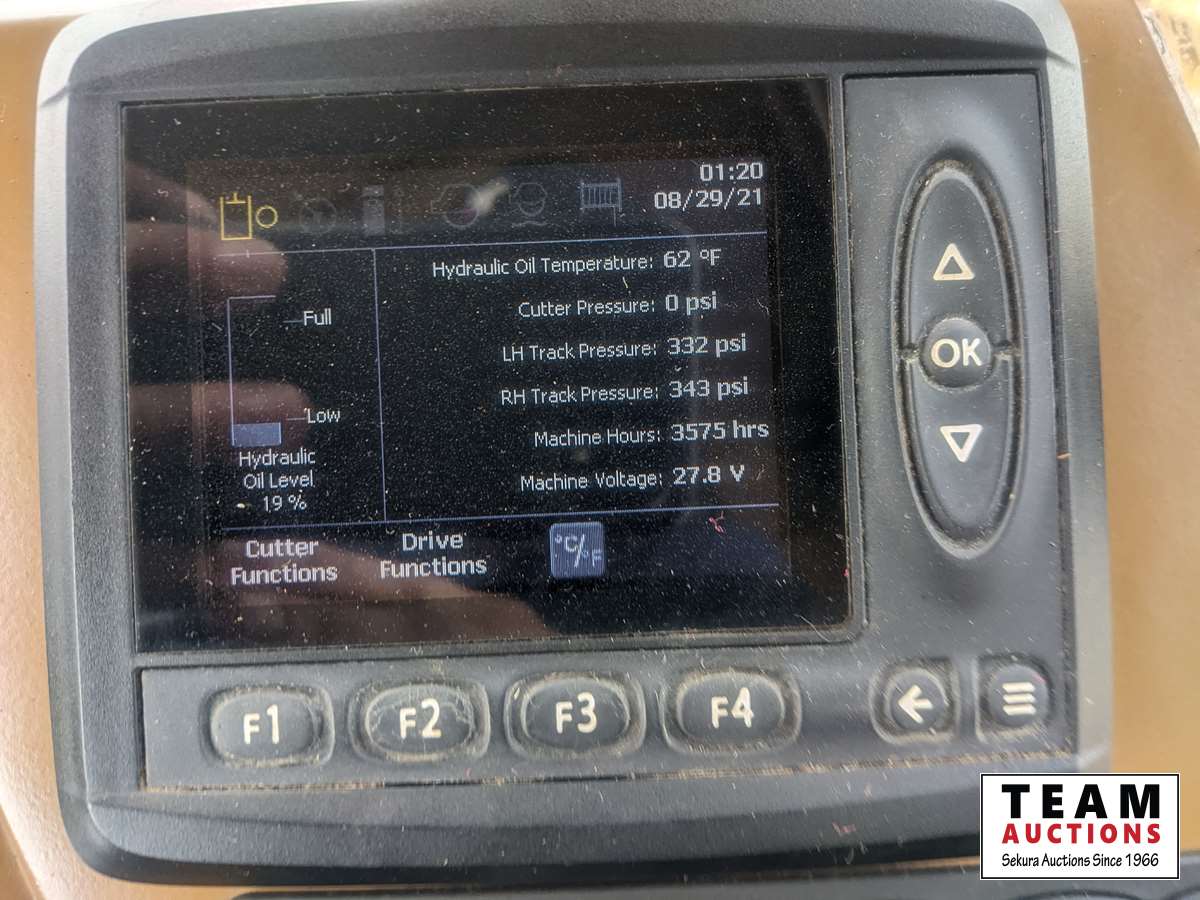 01:20
08/29/21
Full
Low
Hydraulic
Oil Level
19 %
Hydraulic Oil Temperature: 62 °F
Cutter Pressure: 0 psi
LH Track Pressure: 332 psi
RH Track Pressure: 343 psi
Machine Hours: 3575 hrs
Machine Voltage: 27.8 V
Cutter
Functions
Drive
Functions
°C/°F
OK
F1 F2 F3 F4
TEAM
AUCTIONS
Sekura Auctions Since 1966